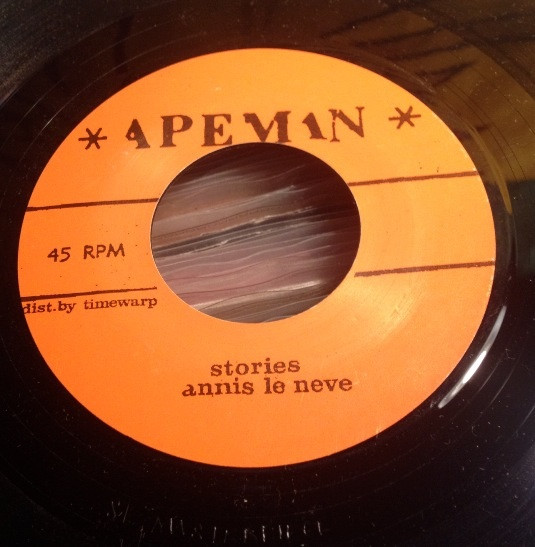 * APEMAN *
45 RPM
dist.by timewarp
stories
annis le neve